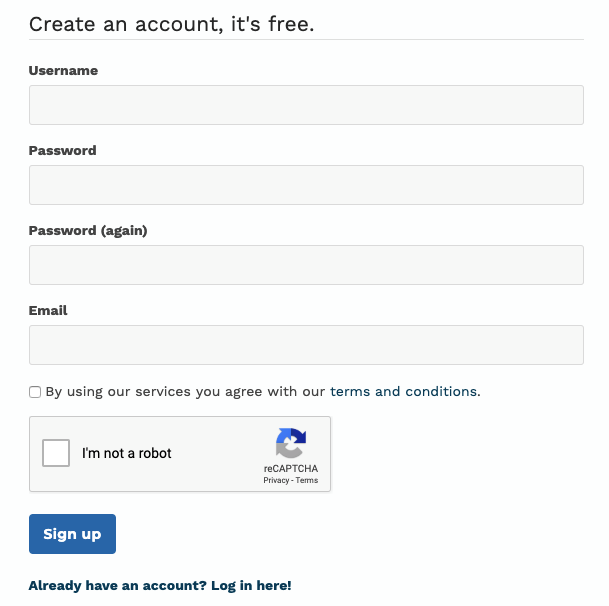 Create an account, it's free.
Username
Password
Password (again)
Email
By using our services you agree with our terms and conditions.
I'm not a robot
reCAPTCHA
Privacy - Terms
Sign up
Already have an account? Log in here!